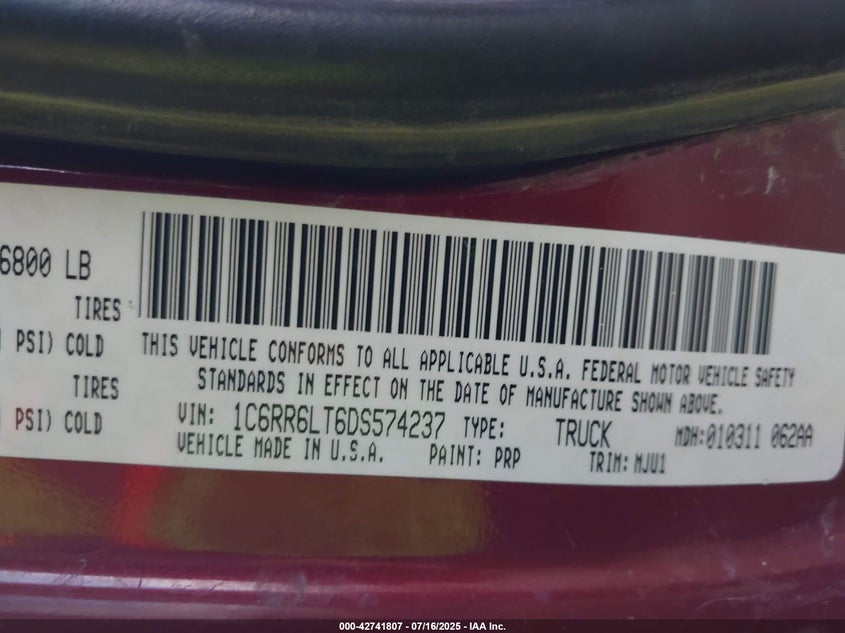 6800 LB
TIRES
PSI) COLD
TIRES
PSI) COLD
THIS VEHICLE CONFORMS TO ALL APPLICABLE U.S.A. FEDERAL MOTOR VEHICLE SAFETY
STANDARDS IN EFFECT ON THE DATE OF MANUFACTURE SHOWN ABOVE.
VIN: 1C6RR6LT6DS574237 TYPE: TRUCK MDH:010311 062AA
VEHICLE MADE IN U.S.A. PAINT: PRP TRIM: MJU1
000-42741807 - 07/16/2025 - IAA Inc.